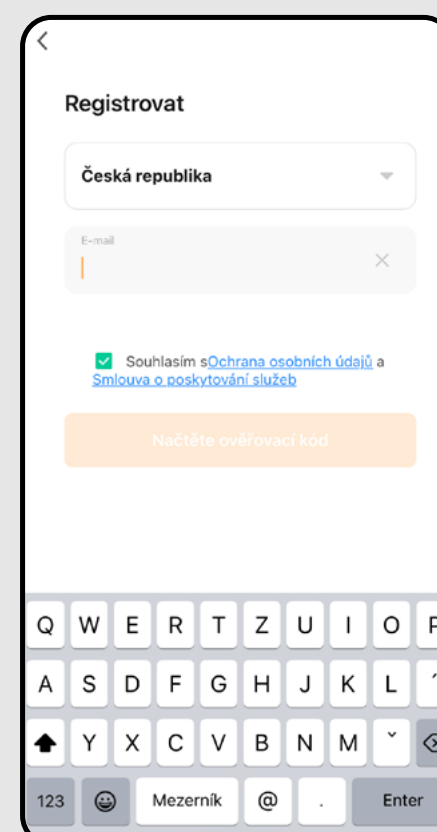 Registrovat
Česká republika
E-mail
Souhlasím sOchrana osobních údajů a
Smlouva o poskytování služeb
Načtěte ověřovací kód
Q W E R T Z U I O P
A S D F G H J K L ´
Y X C V B N M ˇ
123 Mezerník @ . Enter